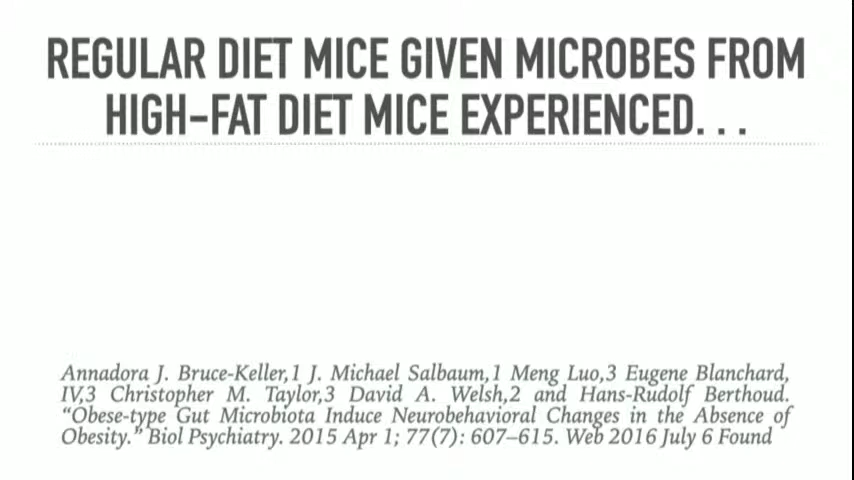 REGULAR DIET MICE GIVEN MICROBES FROM
HIGH-FAT DIET MICE EXPERIENCED. . .
Annadora J. Bruce-Keller,1 J. Michael Salbaum,1 Meng Luo,3 Eugene Blanchard,
IV,3 Christopher M. Taylor,3 David A. Welsh,2 and Hans-Rudolf Berthoud.
“Obese-type Gut Microbiota Induce Neurobehavioral Changes in the Absence of
Obesity.” Biol Psychiatry. 2015 Apr 1; 77(7): 607–615. Web 2016 July 6 Found